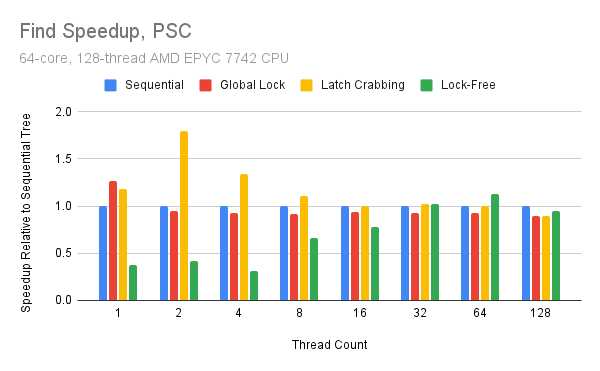 Find Speedup, PSC
64-core, 128-thread AMD EPYC 7742 CPU
Sequential Global Lock Latch Crabbing Lock-Free
Speedup Relative to Sequential Tree
2.0
1.5
1.0
0.5
0.0
1 2 4 8 16 32 64 128
Thread Count